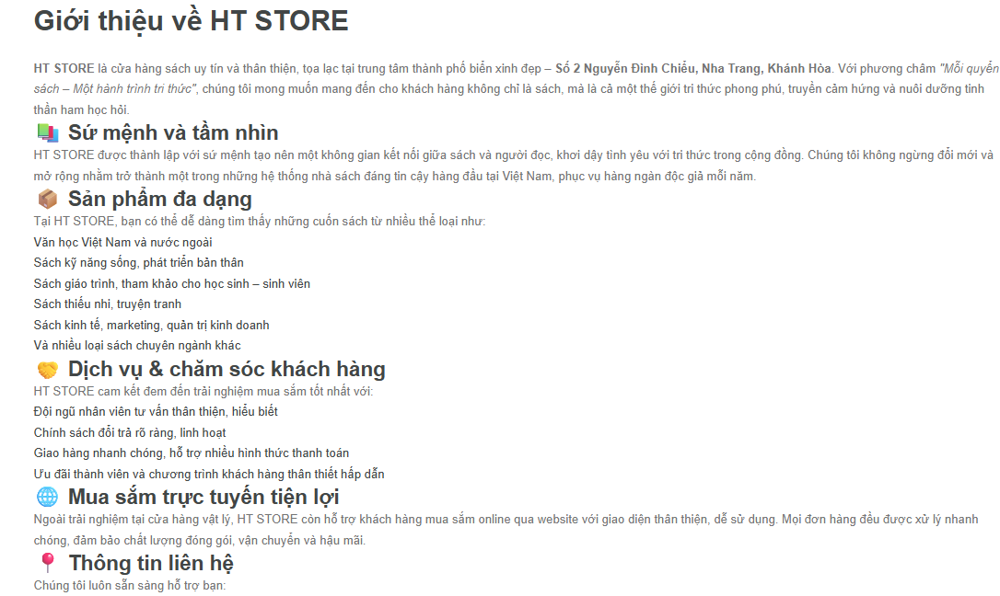 Giới thiệu về HT STORE
HT STORE là cửa hàng sách uy tín và thân thiện, tọa lạc tại trung tâm thành phố biển xinh đẹp – Số 2 Nguyễn Đình Chiểu, Nha Trang, Khánh Hòa. Với phương châm "Mỗi quyển
sách – Một hành trình tri thức", chúng tôi mong muốn mang đến cho khách hàng không chỉ là sách, mà là cả một thế giới tri thức phong phú, truyền cảm hứng và nuôi dưỡng tinh
thần ham học hỏi.
📚 Sứ mệnh và tầm nhìn
HT STORE được thành lập với sứ mệnh tạo nên một không gian kết nối giữa sách và người đọc, khơi dậy tình yêu với tri thức trong cộng đồng. Chúng tôi không ngừng đổi mới và
mở rộng nhằm trở thành một trong những hệ thống nhà sách đáng tin cậy hàng đầu tại Việt Nam, phục vụ hàng ngàn độc giả mỗi năm.
📦 Sản phẩm đa dạng
Tại HT STORE, bạn có thể dễ dàng tìm thấy những cuốn sách từ nhiều thể loại như:
Văn học Việt Nam và nước ngoài
Sách kỹ năng sống, phát triển bản thân
Sách giáo trình, tham khảo cho học sinh – sinh viên
Sách thiếu nhi, truyện tranh
Sách kinh tế, marketing, quản trị kinh doanh
Và nhiều loại sách chuyên ngành khác
🤝 Dịch vụ & chăm sóc khách hàng
HT STORE cam kết đem đến trải nghiệm mua sắm tốt nhất với:
Đội ngũ nhân viên tư vấn thân thiện, hiểu biết
Chính sách đổi trả rõ ràng, linh hoạt
Giao hàng nhanh chóng, hỗ trợ nhiều hình thức thanh toán
Ưu đãi thành viên và chương trình khách hàng thân thiết hấp dẫn
🌐 Mua sắm trực tuyến tiện lợi
Ngoài trải nghiệm tại cửa hàng vật lý, HT STORE còn hỗ trợ khách hàng mua sắm online qua website với giao diện thân thiện, dễ sử dụng. Mọi đơn hàng đều được xử lý nhanh
chóng, đảm bảo chất lượng đóng gói, vận chuyển và hậu mãi.
📍 Thông tin liên hệ
Chúng tôi luôn sẵn sàng hỗ trợ bạn: